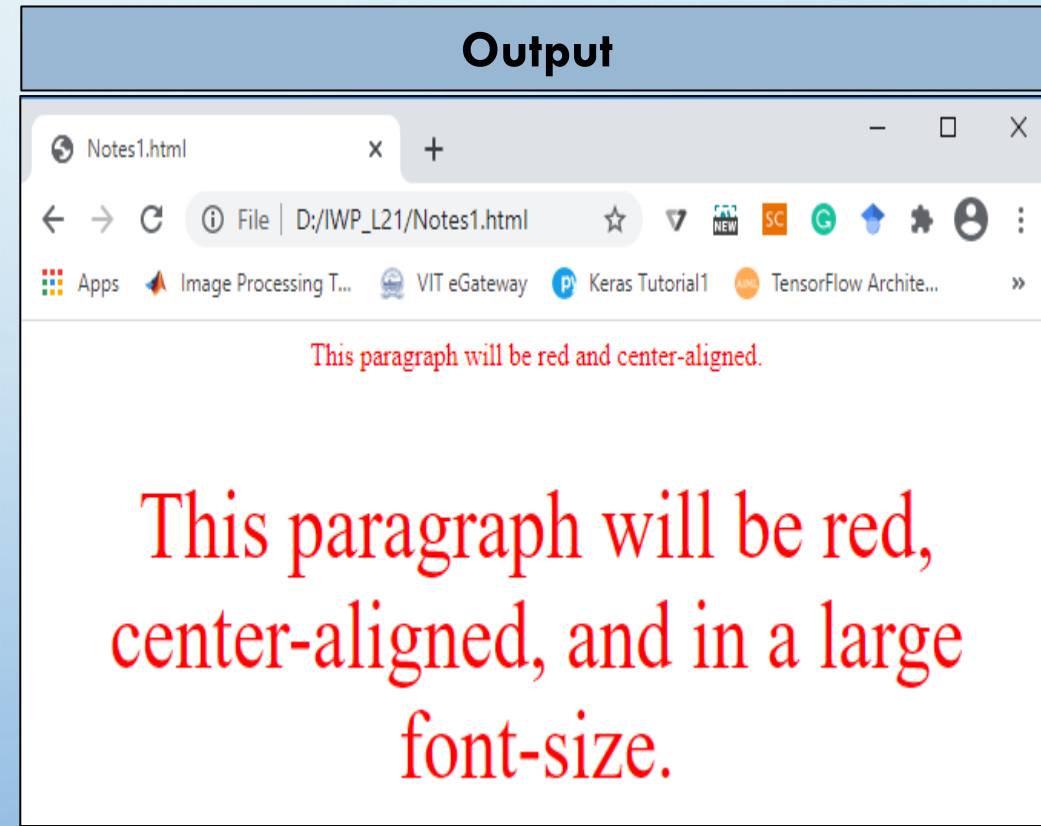 Output
Notes1.html
File D:/IWP_L21/Notes1.html NEW SC G
Apps Image Processing T... VIT eGateway Keras Tutorial1 AIML TensorFlow Archite... »
This paragraph will be red and center-aligned.
This paragraph will be red,
center-aligned, and in a large
font-size.